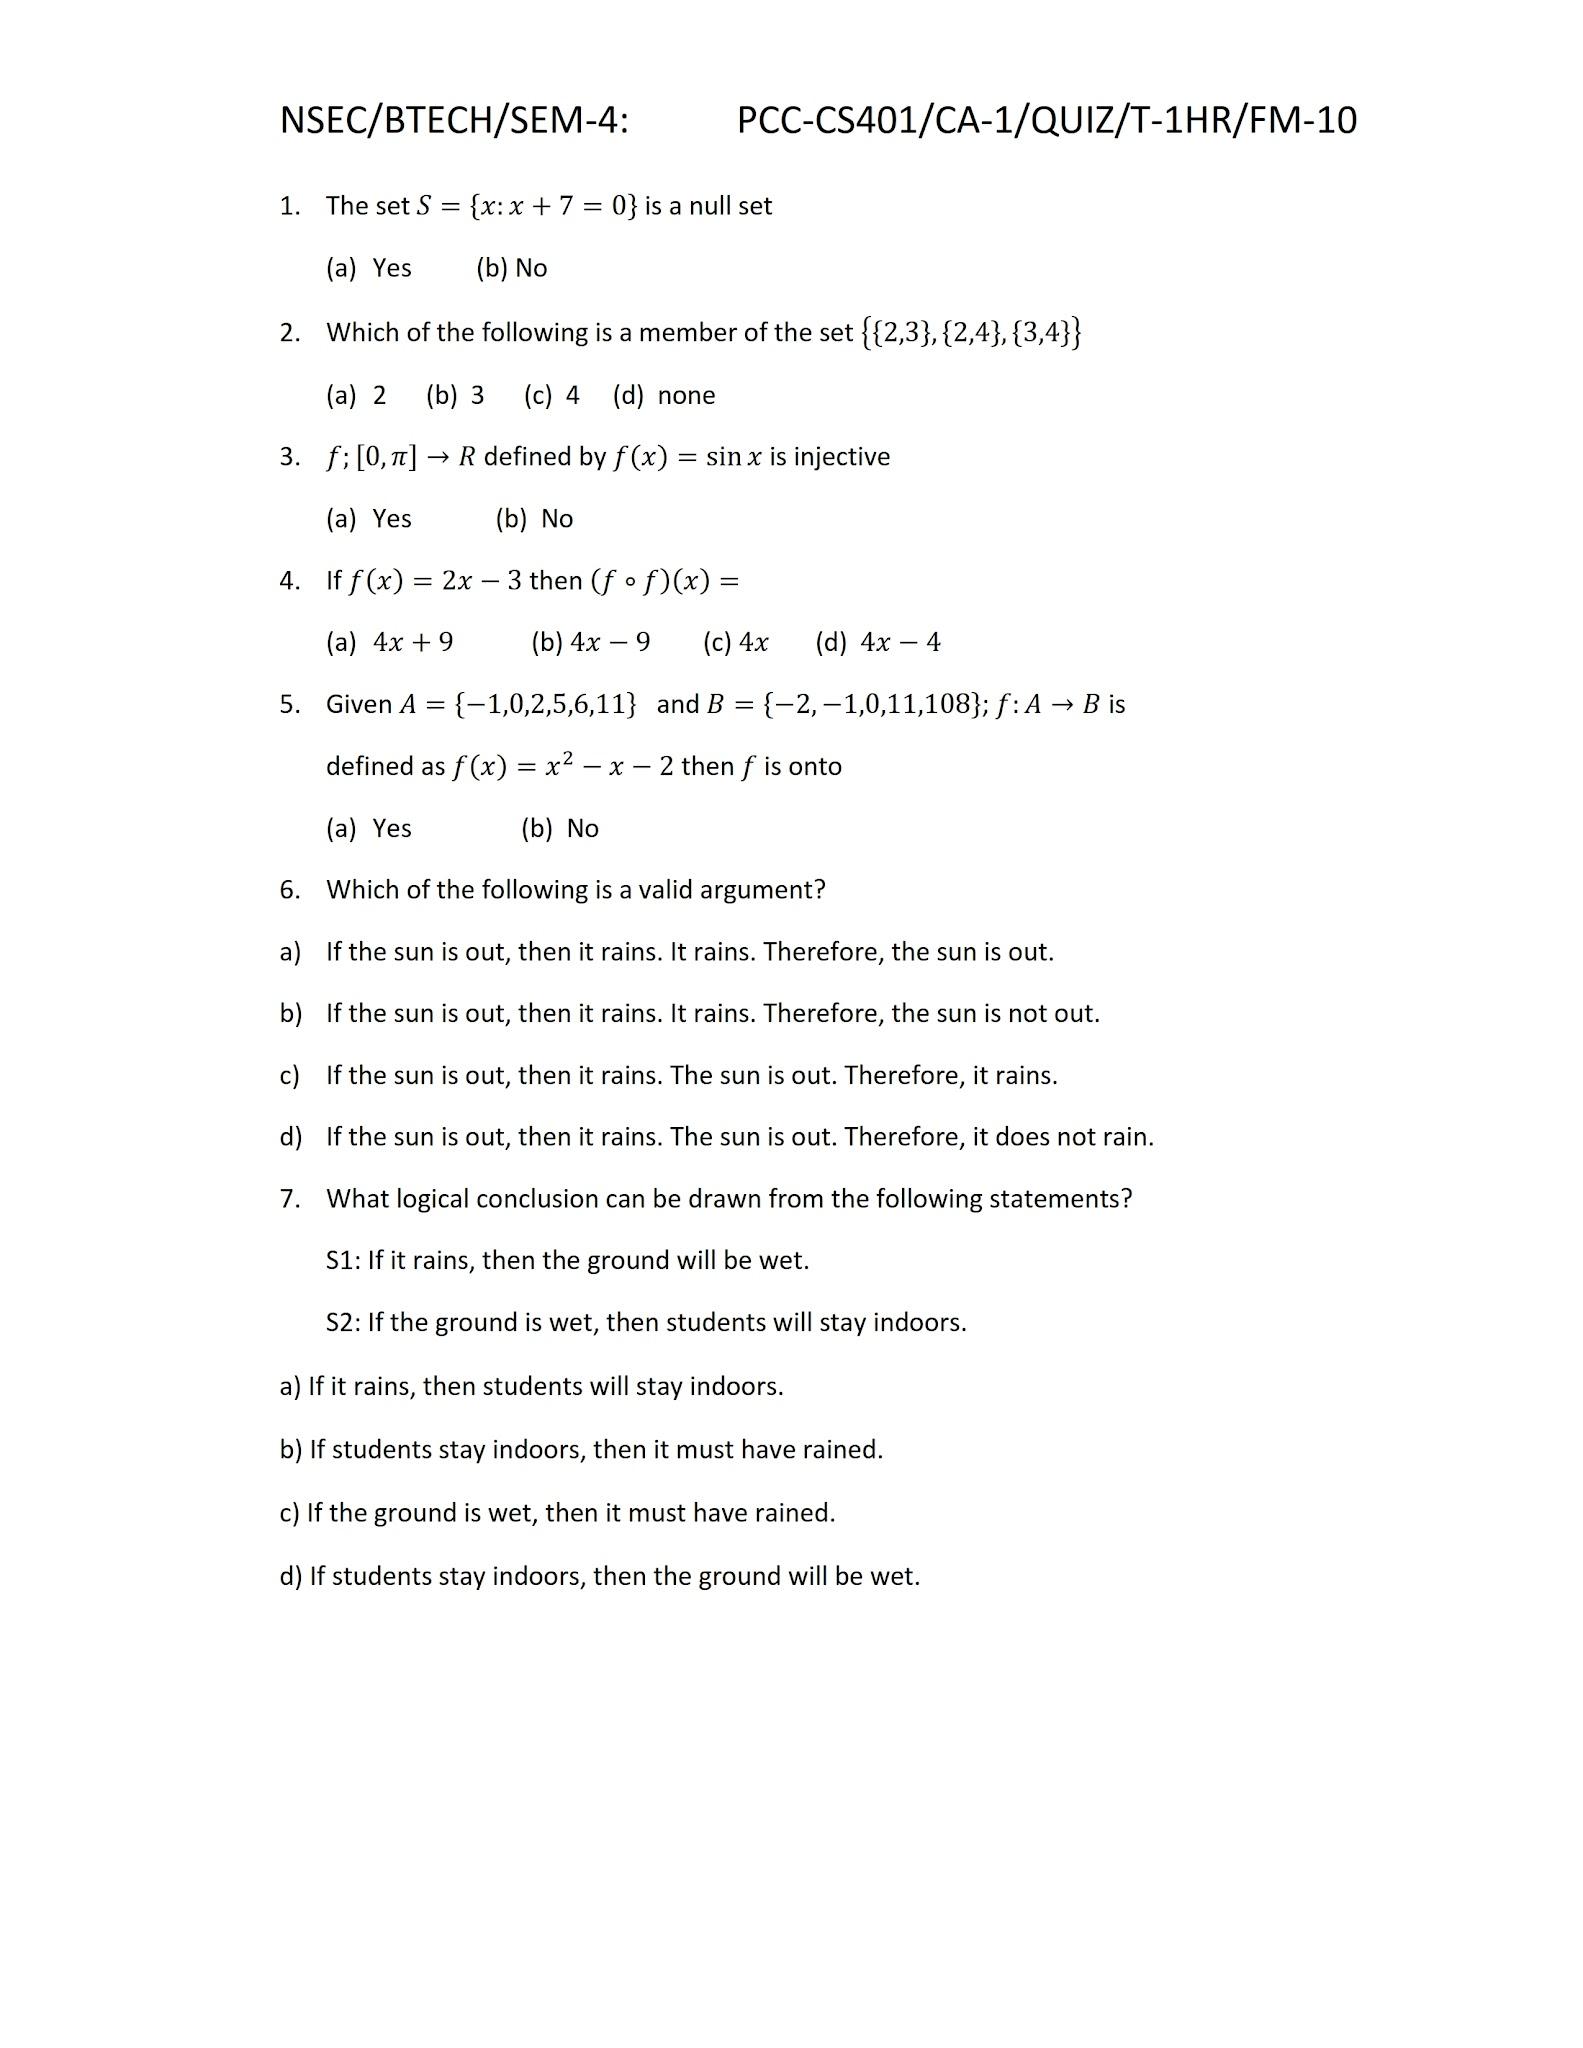 NSEC/BTECH/SEM-4: PCC-CS401/CA-1/QUIZ/T-1HR/FM-10
1. The set S = {x: x + 7 = 0} is a null set
(a) Yes (b) No
2. Which of the following is a member of the set {{2,3}, {2,4}, {3,4}}
(a) 2 (b) 3 (c) 4 (d) none
3. f; [0, π] → R defined by f(x) = sin x is injective
(a) Yes (b) No
4. If f(x) = 2x − 3 then (f ∘ f)(x) =
(a) 4x + 9 (b) 4x − 9 (c) 4x (d) 4x − 4
5. Given A = {−1,0,2,5,6,11} and B = {−2, −1,0,11,108}; f: A → B is
defined as f(x) = x² − x − 2 then f is onto
(a) Yes (b) No
6. Which of the following is a valid argument?
a) If the sun is out, then it rains. It rains. Therefore, the sun is out.
b) If the sun is out, then it rains. It rains. Therefore, the sun is not out.
c) If the sun is out, then it rains. The sun is out. Therefore, it rains.
d) If the sun is out, then it rains. The sun is out. Therefore, it does not rain.
7. What logical conclusion can be drawn from the following statements?
S1: If it rains, then the ground will be wet.
S2: If the ground is wet, then students will stay indoors.
a) If it rains, then students will stay indoors.
b) If students stay indoors, then it must have rained.
c) If the ground is wet, then it must have rained.
d) If students stay indoors, then the ground will be wet.